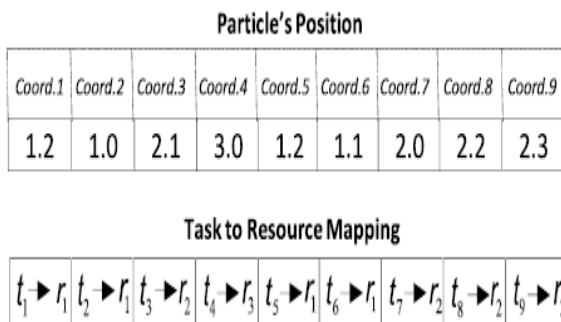 Particle's Position
Coord.1 Coord.2 Coord.3 Coord.4 Coord.5 Coord.6 Coord.7 Coord.8 Coord.9
1.2 1.0 2.1 3.0 1.2 1.1 2.0 2.2 2.3
Task to Resource Mapping
t₁→r₁ t₂→r₁ t₃→r₂ t₄→r₃ t₅→r₁ t₆→r₁ t₇→r₂ t₈→r₂ t₉→r